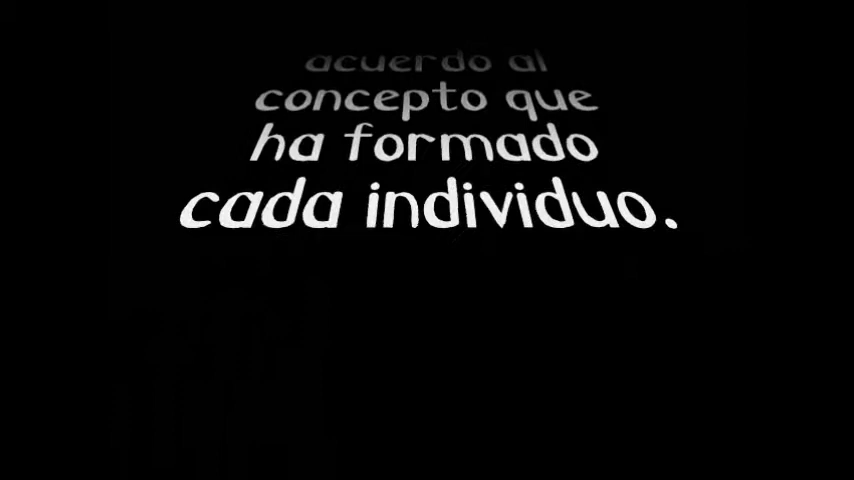 acuerdo al
concepto que
ha formado
cada individuo.